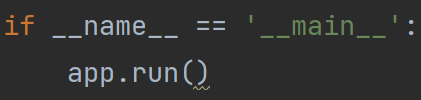 if __name__ == '__main__':
    app.run()